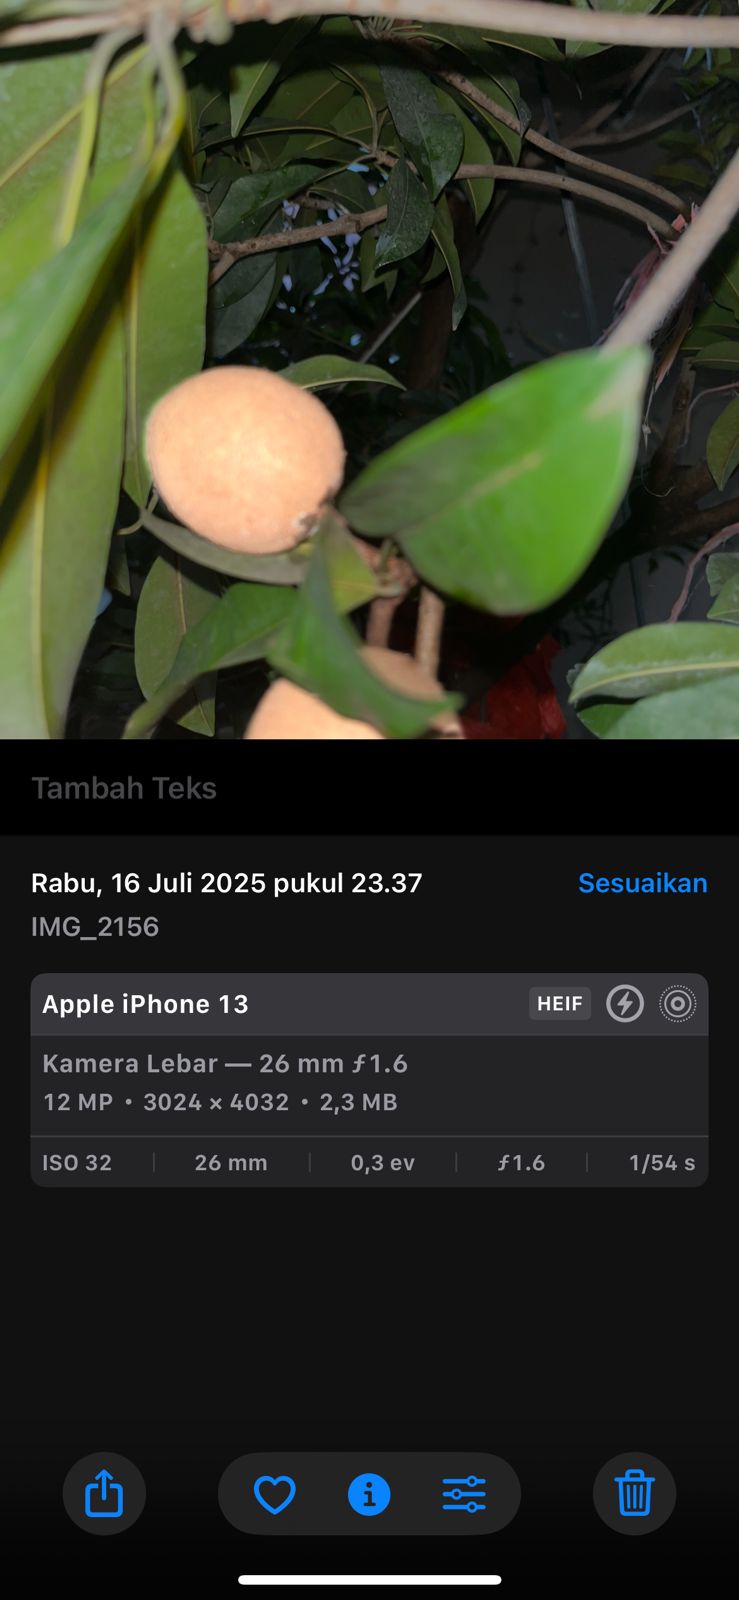 Tambah Teks
Rabu, 16 Juli 2025 pukul 23.37
Sesuaikan
IMG_2156
Apple iPhone 13
HEIF
Kamera Lebar — 26 mm ƒ1.6
12 MP • 3024 × 4032 • 2,3 MB
ISO 32
26 mm
0,3 ev
ƒ1.6
1/54 s